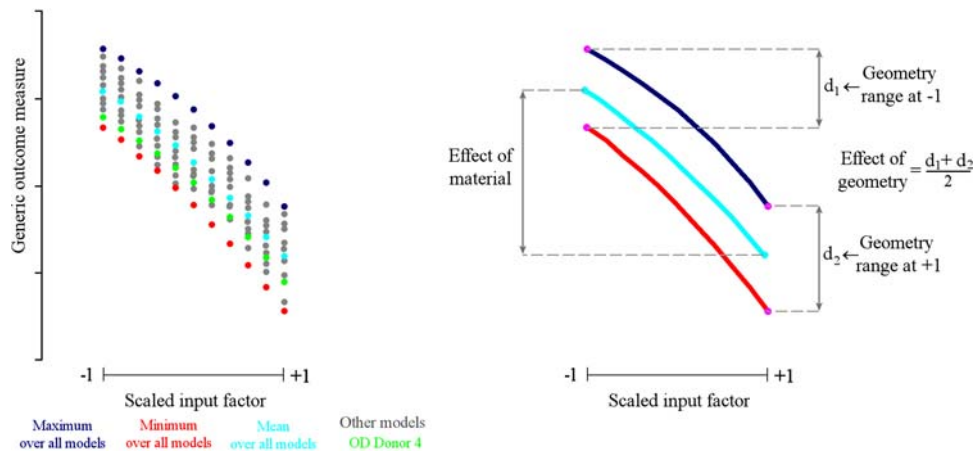 Generic outcome measure
-1
+1
Scaled input factor
Maximum
over all models
Minimum
over all models
Mean
over all models
Other models
OD Donor 4
Effect of
material
d₁ ← Geometry
range at -1
Effect of
geometry = d₁+ d₂
2
d₂ ← Geometry
range at +1
-1
+1
Scaled input factor